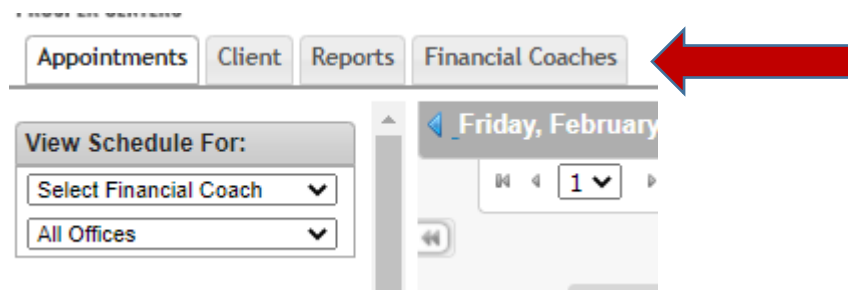 Appointments Client Reports Financial Coaches
View Schedule For:
Select Financial Coach
All Offices
Friday, February
1